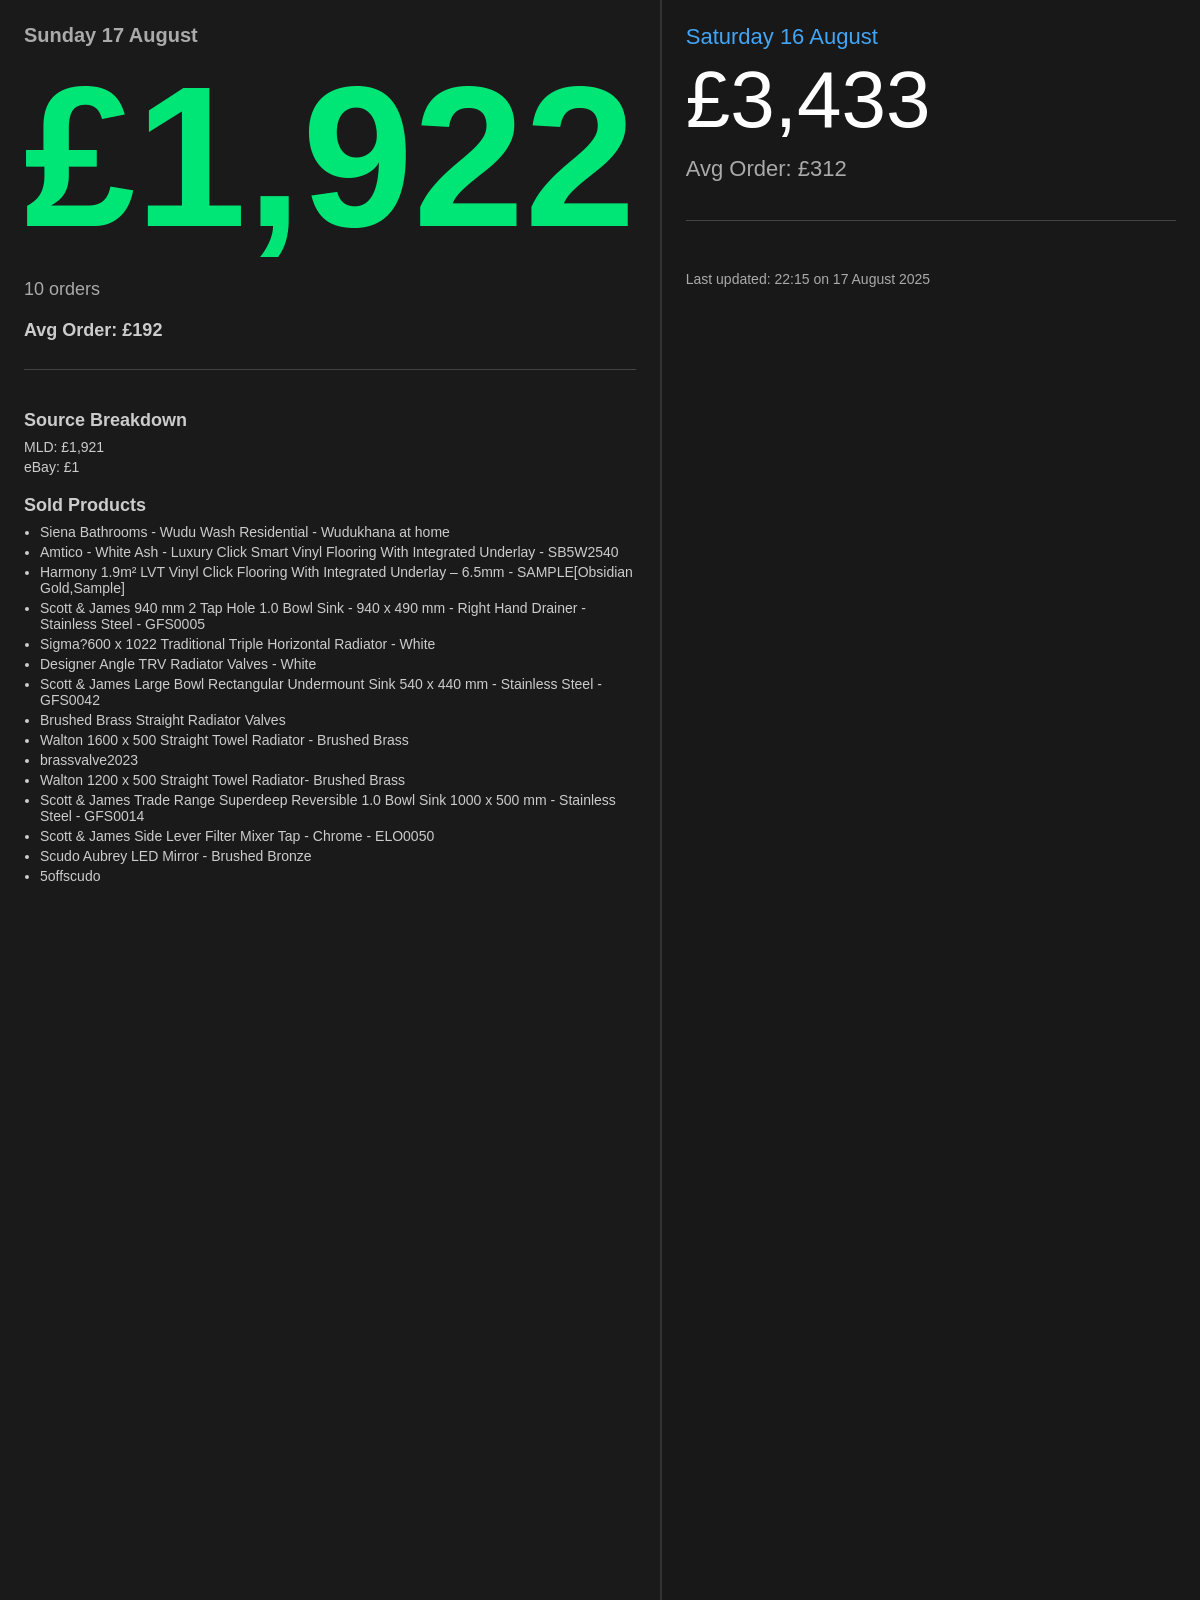 Sunday 17 August
£1,922
10 orders
Avg Order: £192
Source Breakdown
MLD: £1,921
eBay: £1
Sold Products
• Siena Bathrooms - Wudu Wash Residential - Wudukhana at home
• Amtico - White Ash - Luxury Click Smart Vinyl Flooring With Integrated Underlay - SB5W2540
• Harmony 1.9m² LVT Vinyl Click Flooring With Integrated Underlay – 6.5mm - SAMPLE[Obsidian
Gold,Sample]
• Scott & James 940 mm 2 Tap Hole 1.0 Bowl Sink - 940 x 490 mm - Right Hand Drainer -
Stainless Steel - GFS0005
• Sigma?600 x 1022 Traditional Triple Horizontal Radiator - White
• Designer Angle TRV Radiator Valves - White
• Scott & James Large Bowl Rectangular Undermount Sink 540 x 440 mm - Stainless Steel -
GFS0042
• Brushed Brass Straight Radiator Valves
• Walton 1600 x 500 Straight Towel Radiator - Brushed Brass
• brassvalve2023
• Walton 1200 x 500 Straight Towel Radiator- Brushed Brass
• Scott & James Trade Range Superdeep Reversible 1.0 Bowl Sink 1000 x 500 mm - Stainless
Steel - GFS0014
• Scott & James Side Lever Filter Mixer Tap - Chrome - ELO0050
• Scudo Aubrey LED Mirror - Brushed Bronze
• 5offscudo
Saturday 16 August
£3,433
Avg Order: £312
Last updated: 22:15 on 17 August 2025